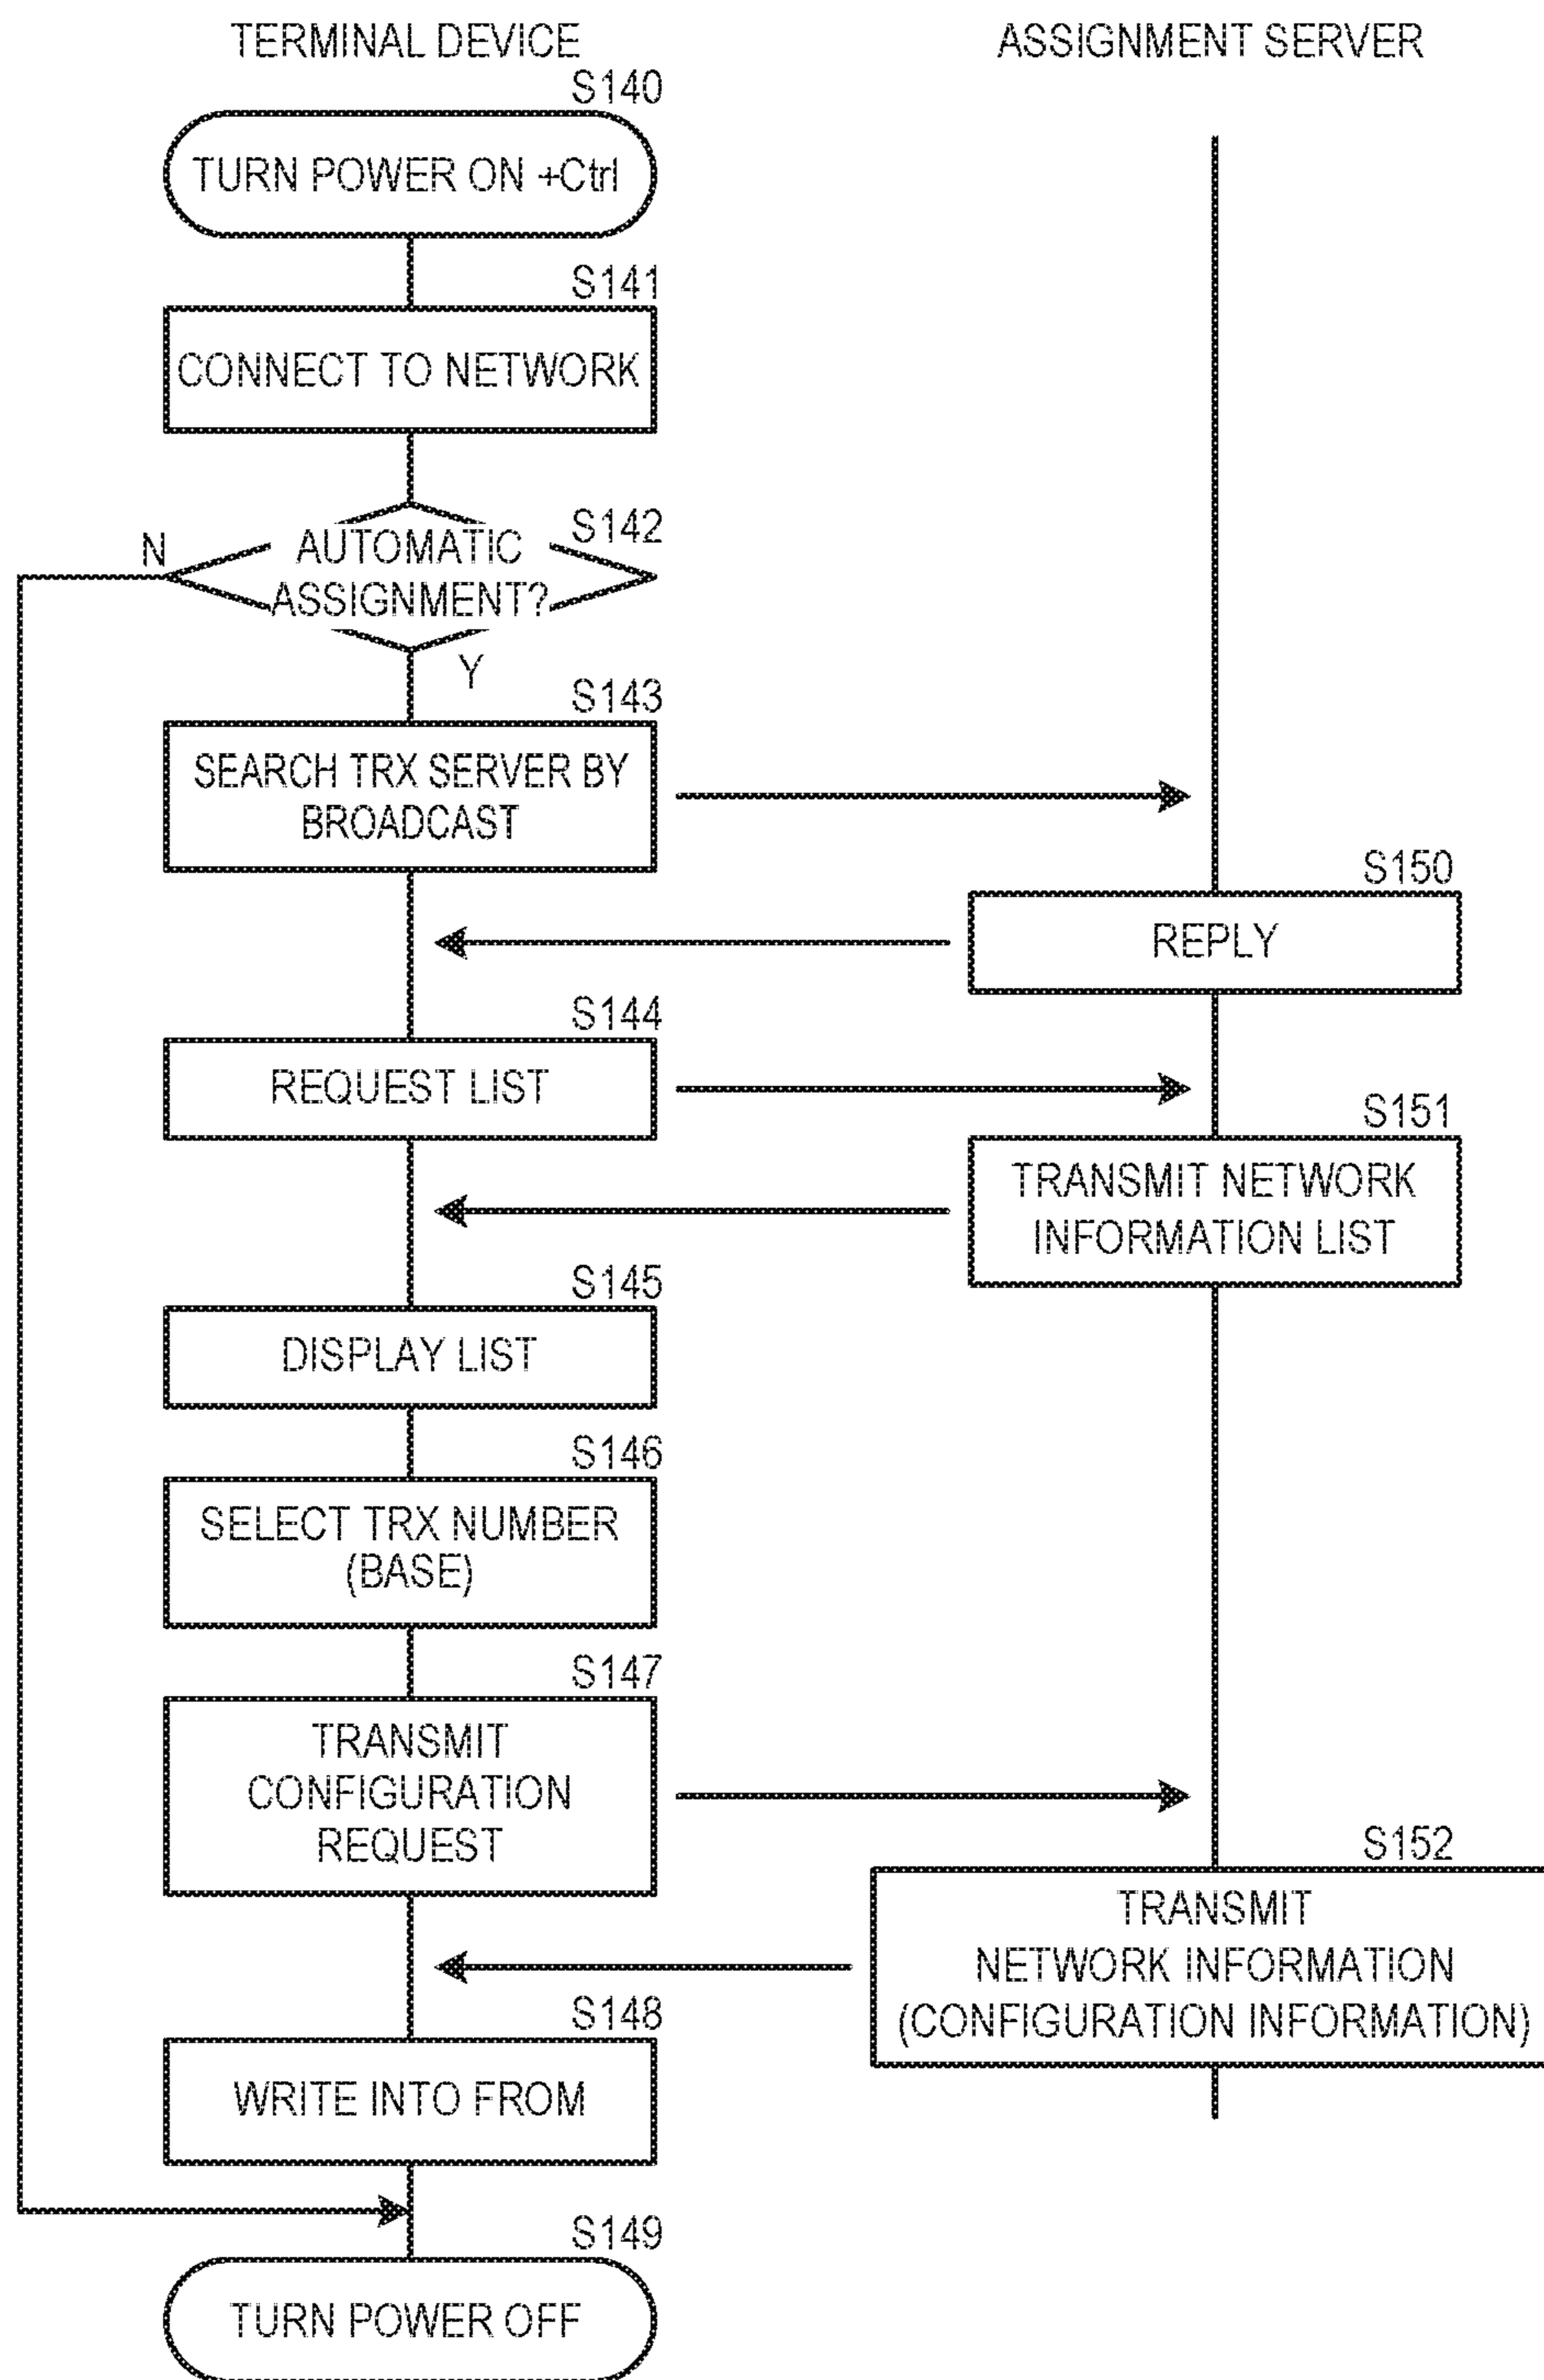 TERMINAL DEVICE
ASSIGNMENT SERVER
S140
TURN POWER ON +Ctrl
S141
CONNECT TO NETWORK
S142
N
AUTOMATIC
ASSIGNMENT?
Y
S143
SEARCH TRX SERVER BY
BROADCAST
S150
REPLY
S144
REQUEST LIST
S151
TRANSMIT NETWORK
INFORMATION LIST
S145
DISPLAY LIST
S146
SELECT TRX NUMBER
(BASE)
S147
TRANSMIT
CONFIGURATION
REQUEST
S152
TRANSMIT
NETWORK INFORMATION
(CONFIGURATION INFORMATION)
S148
WRITE INTO FROM
S149
TURN POWER OFF